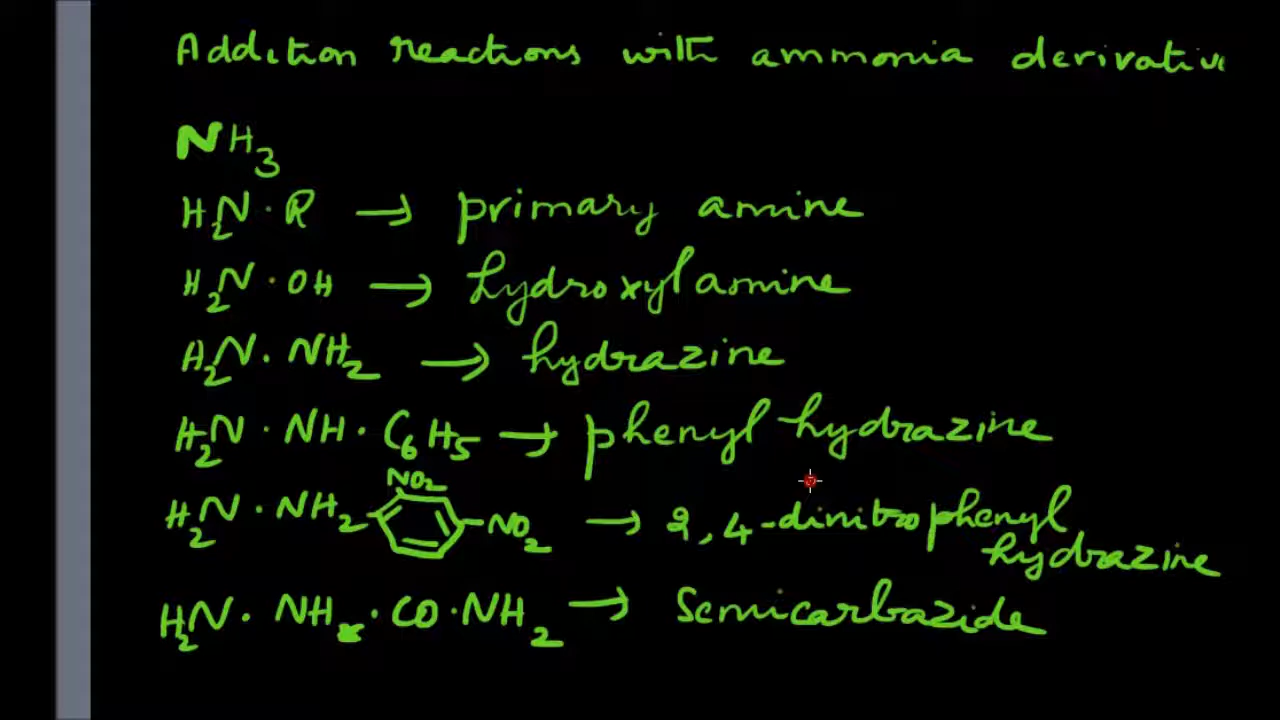 Addition reactions with ammonia derivative
NH3
H2N · R → primary amine
H2N · OH → hydroxylamine
H2N · NH2 → hydrazine
H2N · NH · C6H5 → phenyl hydrazine
NO2
H2N · NH2 NO2 → 2,4-dinitrophenyl
hydrazine
H2N · NH · CO · NH2 → Semicarbazide